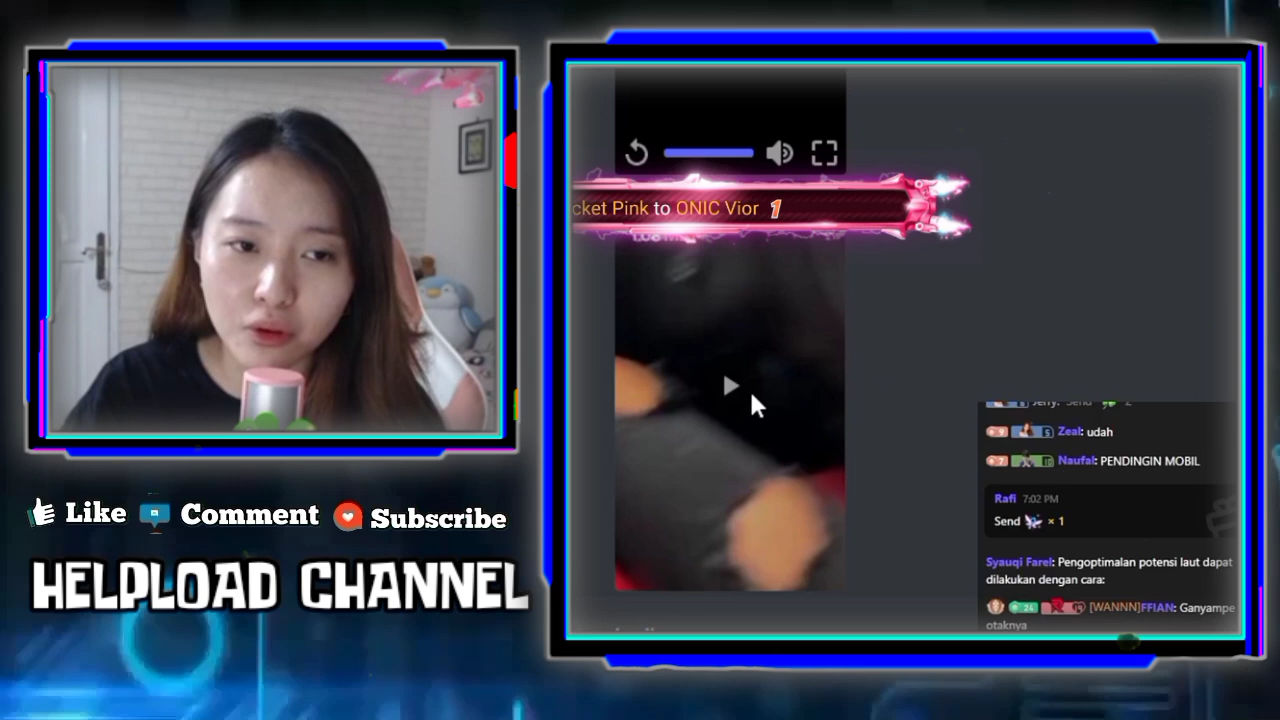 cket Pink to ONIC Vior 1
Zeal: udah
Naufal: PENDINGIN MOBIL
Rafi 7:02 PM
Send × 1
Syauqi Farel: Pengoptimalan potensi laut dapat
dilakukan dengan cara:
24 [WANNN]FFIAN: Ganyampe
otaknya
Like Comment Subscribe
HELPLOAD CHANNEL